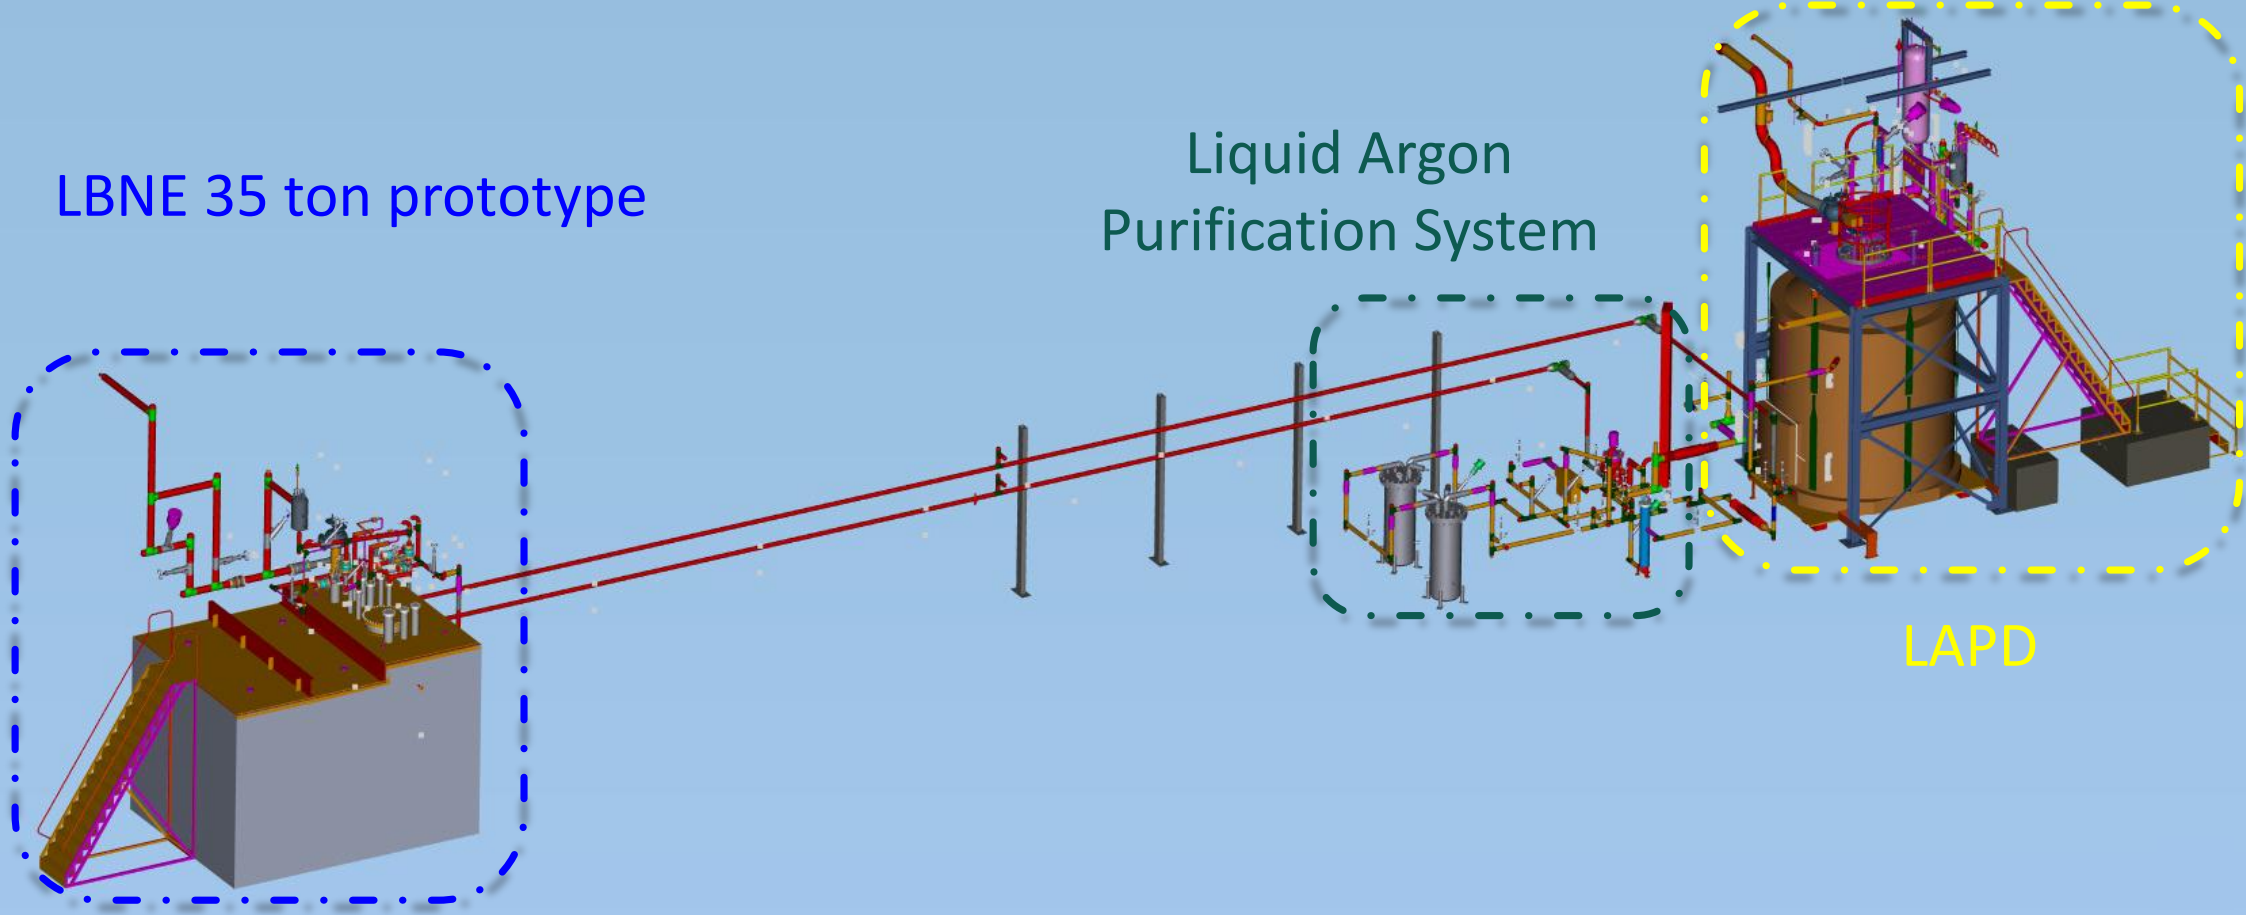 LBNE 35 ton prototype
Liquid Argon
Purification System
LAPD